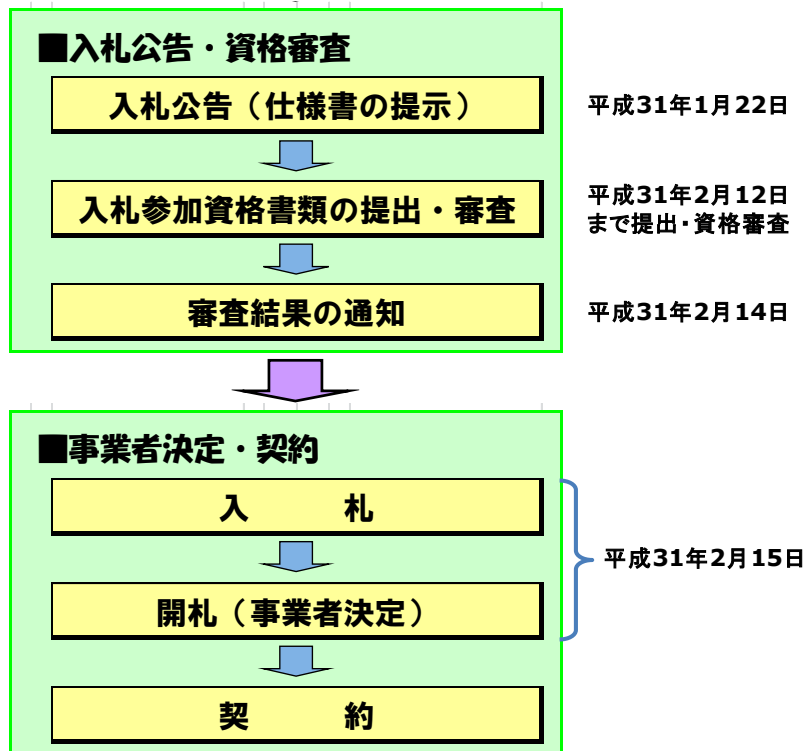 ■入札公告・資格審査
入札公告(仕様書の提示)
平成31年1月22日
入札参加資格書類の提出・審査
平成31年2月12日
まで提出・資格審査
審査結果の通知
平成31年2月14日
■事業者決定・契約
入　　　札
開札(事業者決定)
平成31年2月15日
契　　　約